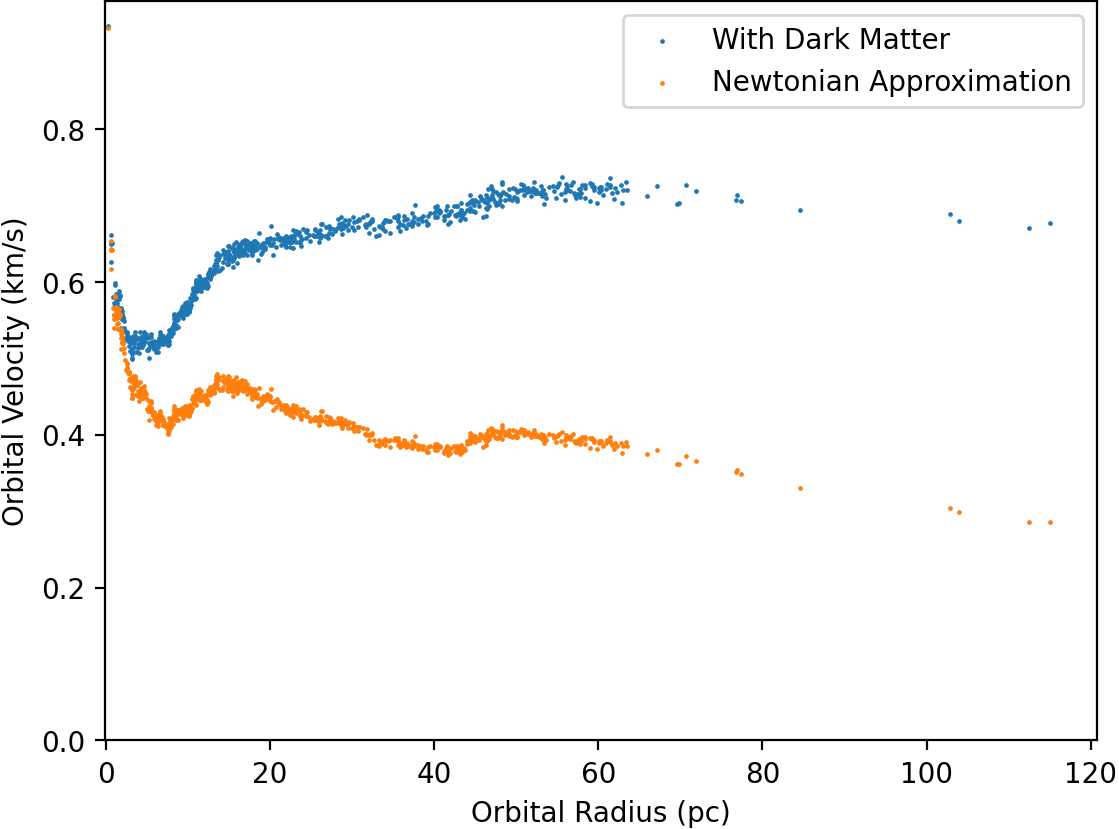 With Dark Matter
Newtonian Approximation
Orbital Velocity (km/s)
0.8
0.6
0.4
0.2
0.0
0 20 40 60 80 100 120
Orbital Radius (pc)